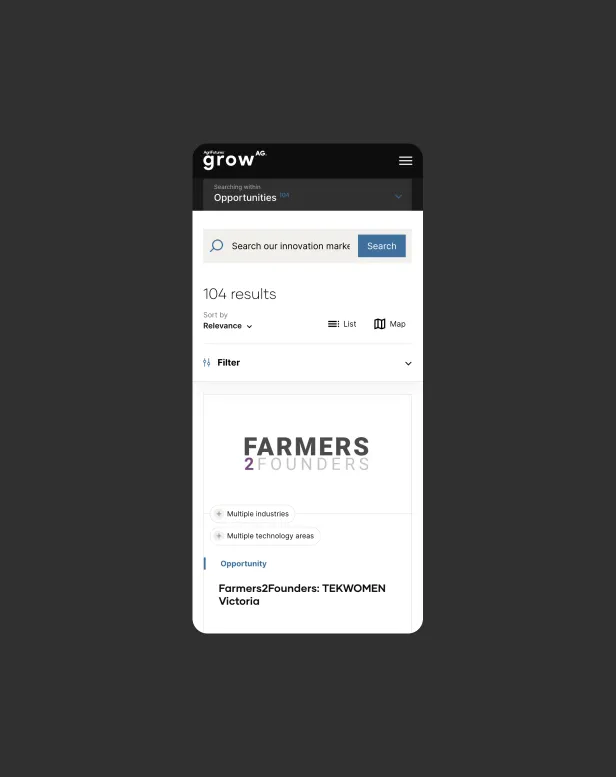 AgriFutures
grow AG.
Searching within
Opportunities 104
Search our innovation marke
Search
104 results
Sort by
Relevance
List
Map
Filter
FARMERS
2FOUNDERS
Multiple industries
Multiple technology areas
Opportunity
Farmers2Founders: TEKWOMEN
Victoria